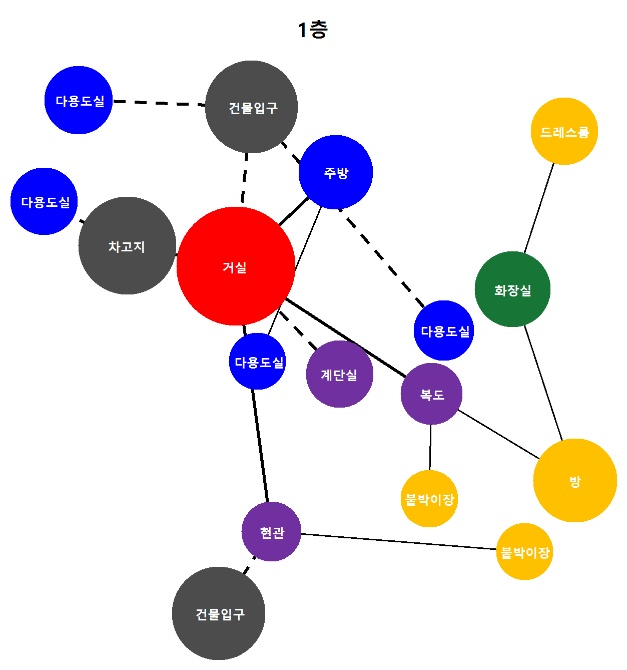 1층
다용도실
건물입구
드레스룸
주방
다용도실
차고지
거실
화장실
다용도실
다용도실
계단실
복도
방
붙박이장
현관
붙박이장
건물입구